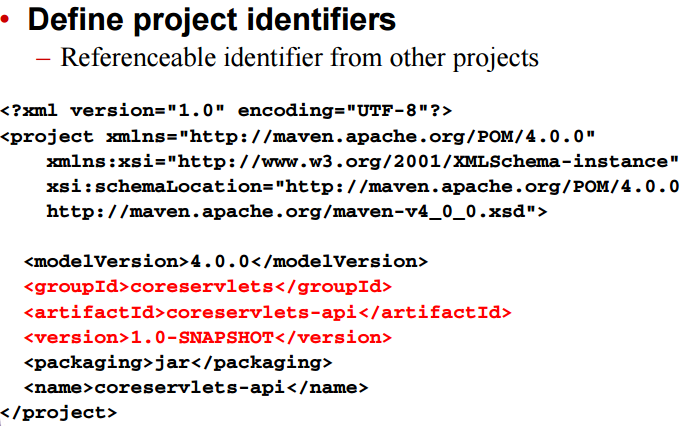 • Define project identifiers
– Referenceable identifier from other projects
<?xml version="1.0" encoding="UTF-8"?>
<project xmlns="http://maven.apache.org/POM/4.0.0"
xmlns:xsi="http://www.w3.org/2001/XMLSchema-instance"
xsi:schemaLocation="http://maven.apache.org/POM/4.0.0
http://maven.apache.org/maven-v4_0_0.xsd">
<modelVersion>4.0.0</modelVersion>
<groupId>coreservlets</groupId>
<artifactId>coreservlets-api</artifactId>
<version>1.0-SNAPSHOT</version>
<packaging>jar</packaging>
<name>coreservlets-api</name>
</project>